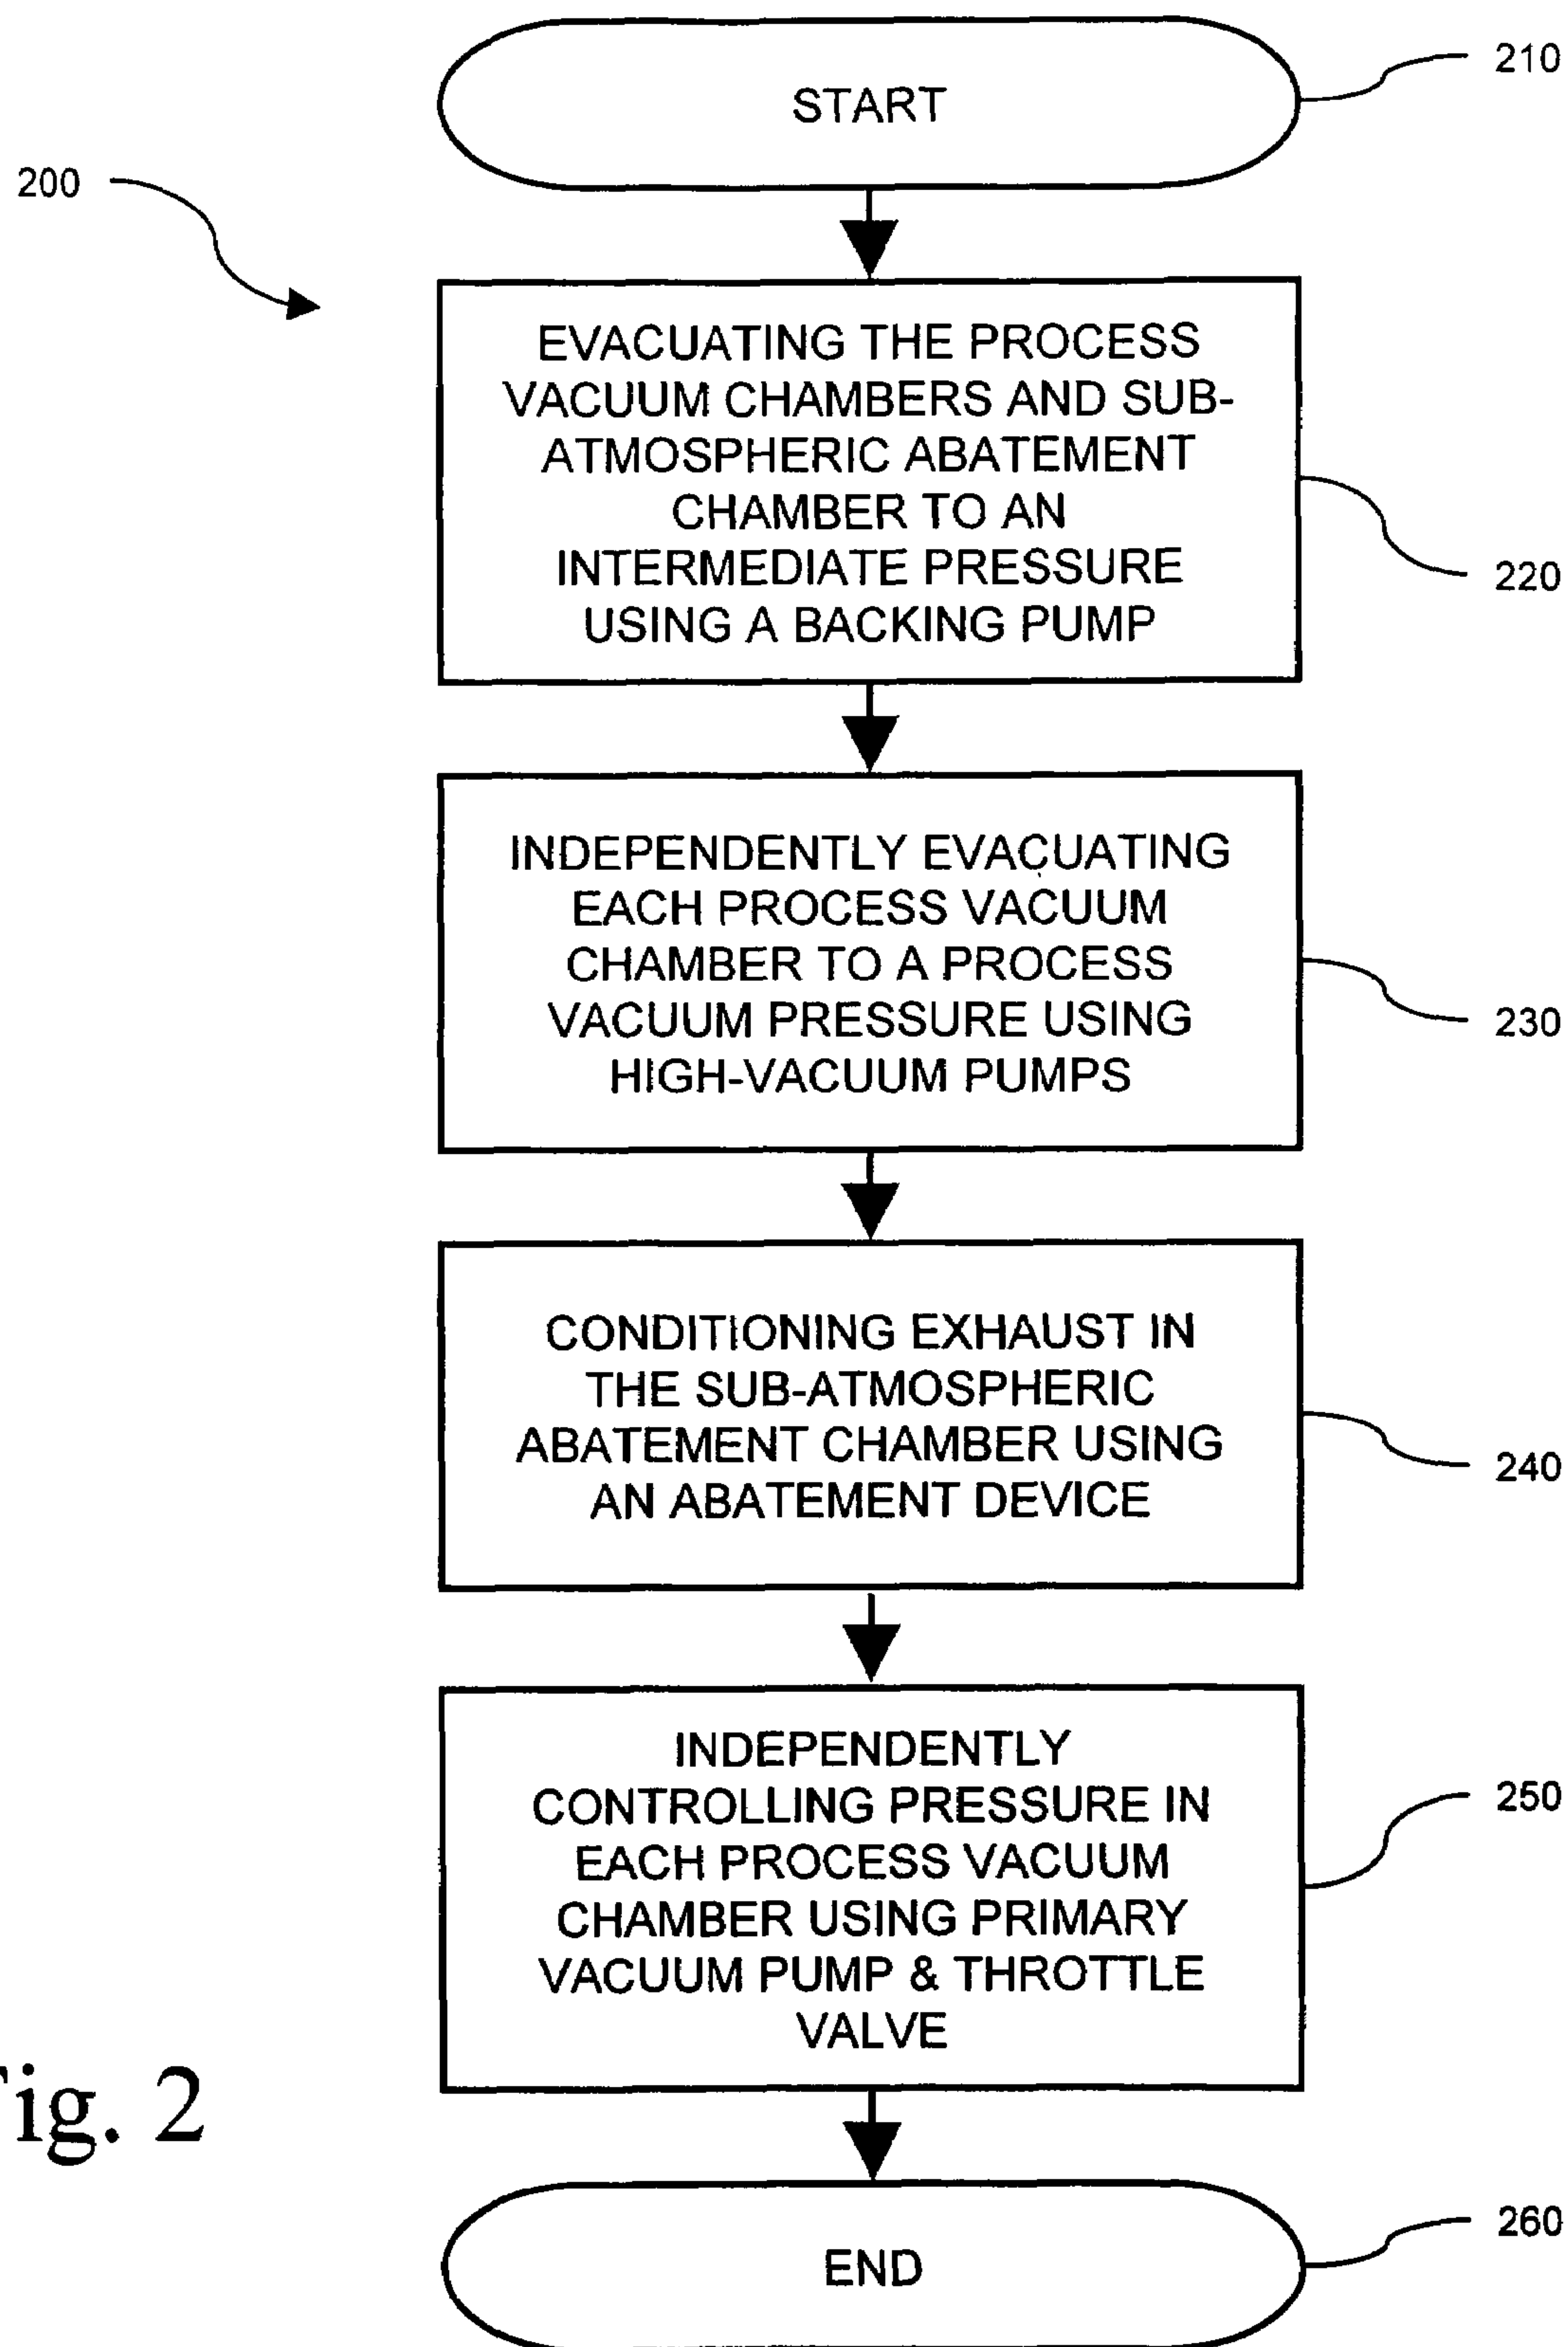 START
210
200
EVACUATING THE PROCESS
VACUUM CHAMBERS AND SUB-
ATMOSPHERIC ABATEMENT
CHAMBER TO AN
INTERMEDIATE PRESSURE
USING A BACKING PUMP
220
INDEPENDENTLY EVACUATING
EACH PROCESS VACUUM
CHAMBER TO A PROCESS
VACUUM PRESSURE USING
HIGH-VACUUM PUMPS
230
CONDITIONING EXHAUST IN
THE SUB-ATMOSPHERIC
ABATEMENT CHAMBER USING
AN ABATEMENT DEVICE
240
INDEPENDENTLY
CONTROLLING PRESSURE IN
EACH PROCESS VACUUM
CHAMBER USING PRIMARY
VACUUM PUMP & THROTTLE
VALVE
250
Fig. 2
END
260